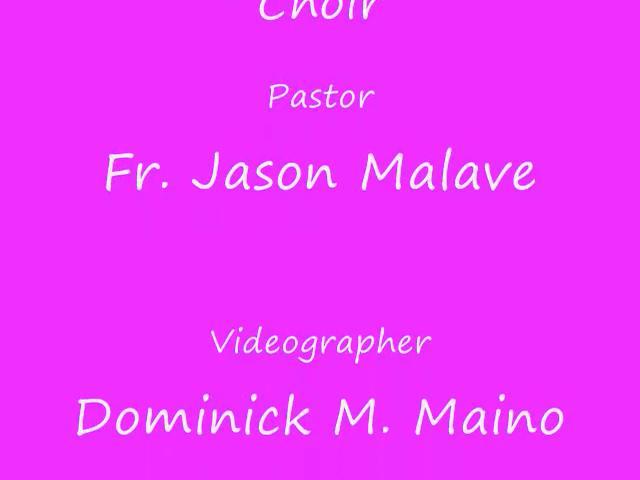 Choir
Pastor
Fr. Jason Malave
Videographer
Dominick M. Maino